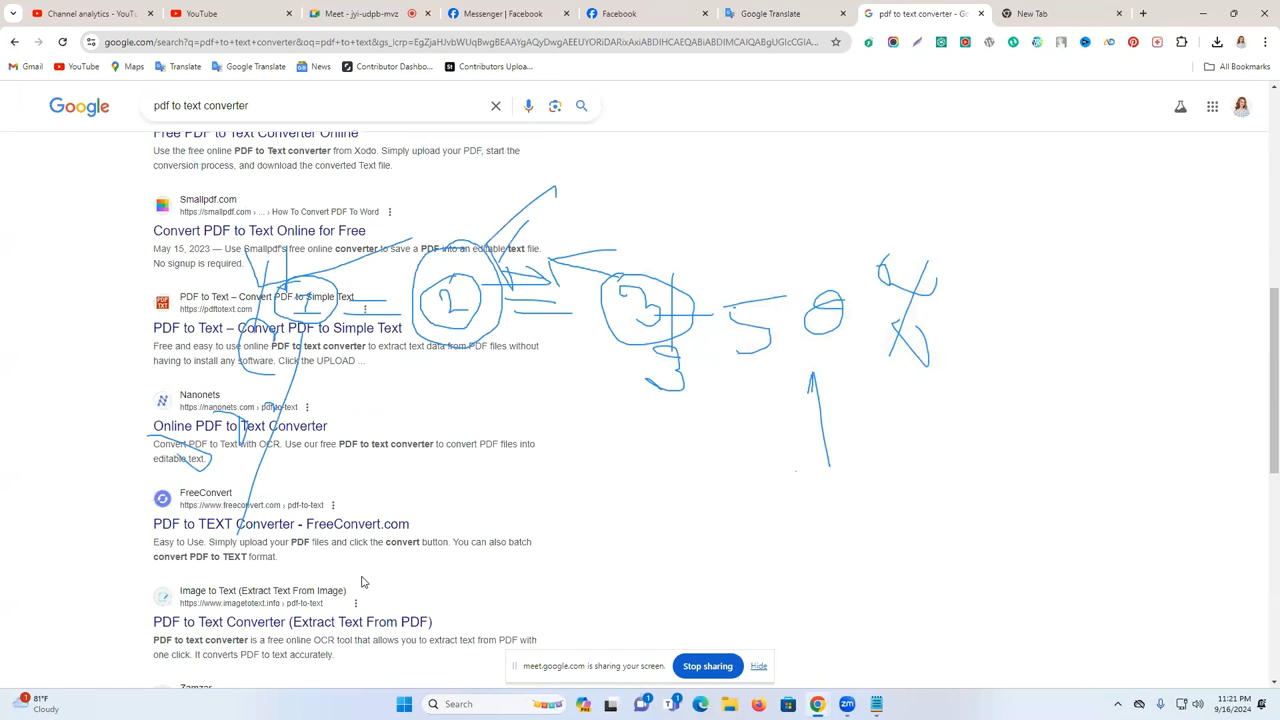 Channel analytics - YouTub
YouTube
Meet - jyi-udpb-mvz
Messenger | Facebook
Facebook
Google Translate
pdf to text converter - Go
New Tab
google.com/search?q=pdf+to+text+converter&oq=pdf+to+text&gs_lcrp=EgZjaHJvbWUqBwgBEAAYgAQyDwgAEEUYORiDARixAxiABDIHCAEQABiABDIMCAIQABgUGIcCGIA...
Gmail
YouTube
Maps
Translate
Google Translate
News
Contributor Dashbo...
Contributors Uploa...
All Bookmarks
Google
pdf to text converter
Free PDF to Text Converter Online
Use the free online PDF to Text converter from Xodo. Simply upload your PDF, start the
conversion process, and download the converted Text file.
Smallpdf.com
https://smallpdf.com › ... › How To Convert PDF To Word
Convert PDF to Text Online for Free
May 15, 2023 — Use Smallpdf's free online converter to save a PDF into an editable text file.
No signup is required.
PDF to Text – Convert PDF to Simple Text
https://pdftotext.com
PDF to Text – Convert PDF to Simple Text
Free and easy to use online PDF to text converter to extract text data from PDF files without
having to install any software. Click the UPLOAD ...
1 = 2 = 3 5
Nanonets
https://nanonets.com › pdf-to-text
Online PDF to Text Converter
Convert PDF to Text with OCR. Use our free PDF to text converter to convert PDF files into
editable text.
FreeConvert
https://www.freeconvert.com › pdf-to-text
PDF to TEXT Converter - FreeConvert.com
Easy to Use. Simply upload your PDF files and click the convert button. You can also batch
convert PDF to TEXT format.
Image to Text (Extract Text From Image)
https://www.imagetotext.info › pdf-to-text
PDF to Text Converter (Extract Text From PDF)
PDF to text converter is a free online OCR tool that allows you to extract text from PDF with
one click. It converts PDF to text accurately.
Zamzar
meet.google.com is sharing your screen.
Stop sharing
Hide
1
81°F
Cloudy
Search
11:21 PM
9/16/2024